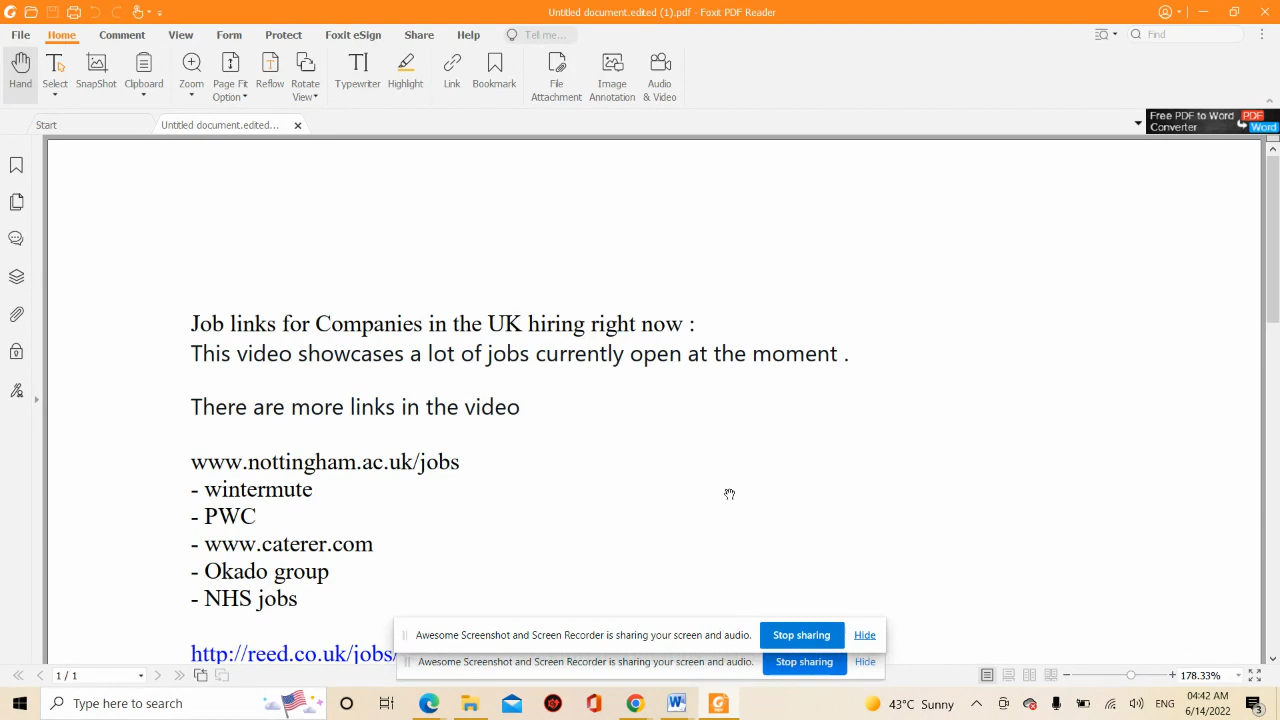 Untitled document.edited (1).pdf - Foxit PDF Reader
File Home Comment View Form Protect Foxit eSign Share Help Tell me... Find
Hand Select SnapShot Clipboard Zoom Page Fit Option Reflow Rotate View Typewriter Highlight Link Bookmark File Attachment Image Annotation Audio & Video
Start Untitled document.edited... Free PDF to Word Converter PDF Word
Job links for Companies in the UK hiring right now :
This video showcases a lot of jobs currently open at the moment .
There are more links in the video
www.nottingham.ac.uk/jobs
- wintermute
- PWC
- www.caterer.com
- Okado group
- NHS jobs
Awesome Screenshot and Screen Recorder is sharing your screen and audio. Stop sharing Hide
http://reed.co.uk/jobs/
Awesome Screenshot and Screen Recorder is sharing your screen and audio. Stop sharing Hide
1 / 1 178.33%
Type here to search 43°C Sunny ENG 04:42 AM
6/14/2022 3